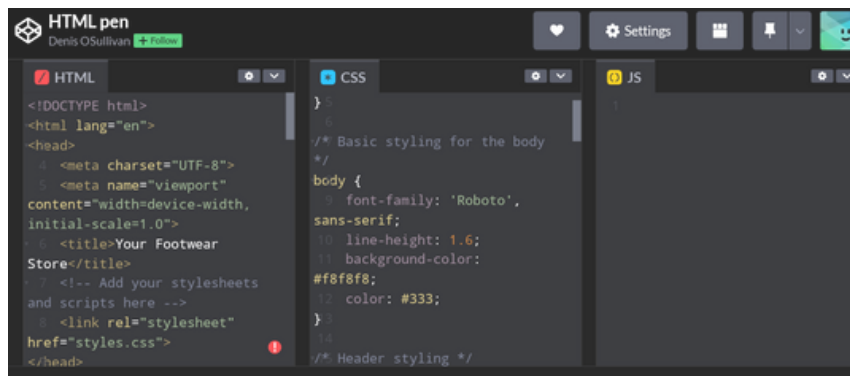 HTML pen
Denis OSullivan + Follow
Settings
HTML
<!DOCTYPE html>
<html lang="en">
<head>
4 <meta charset="UTF-8">
5 <meta name="viewport"
content="width=device-width,
initial-scale=1.0">
6 <title>Your Footwear
Store</title>
7 <!-- Add your stylesheets
and scripts here -->
8 <link rel="stylesheet"
href="styles.css">
</head>
CSS
} 5
6
/* Basic styling for the body
*/
body {
9 font-family: 'Roboto',
sans-serif;
10 line-height: 1.6;
11 background-color:
#f8f8f8;
12 color: #333;
}3
14
/* Header styling */
JS
1